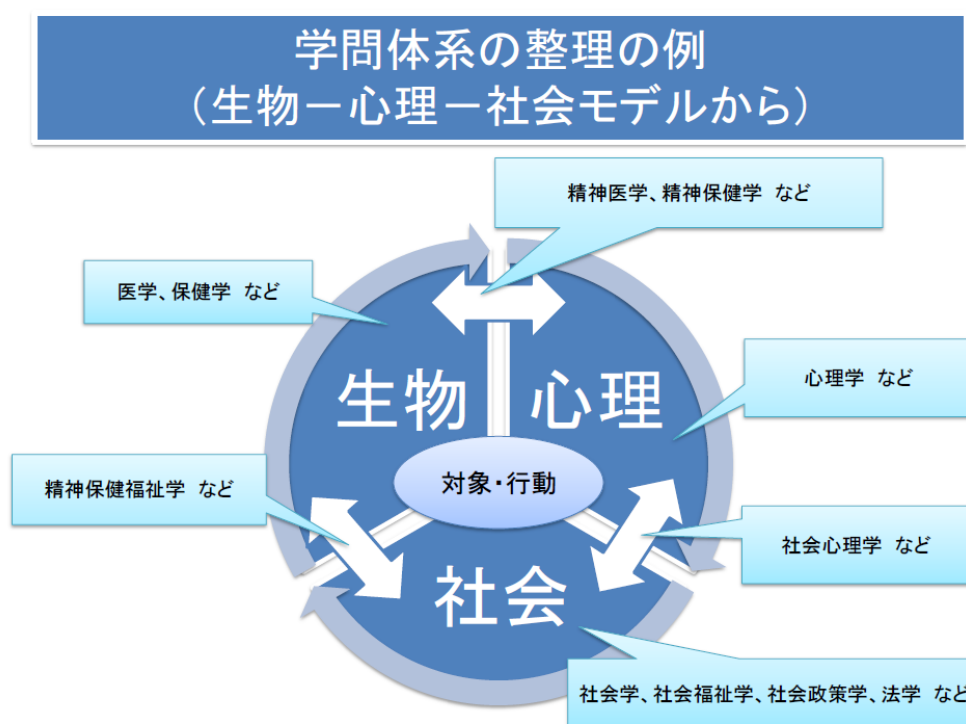 学問体系の整理の例
（生物－心理－社会モデルから）
精神医学、精神保健学 など
医学、保健学 など
心理学 など
生物
心理
対象・行動
精神保健福祉学 など
社会心理学 など
社会
社会学、社会福祉学、社会政策学、法学 など